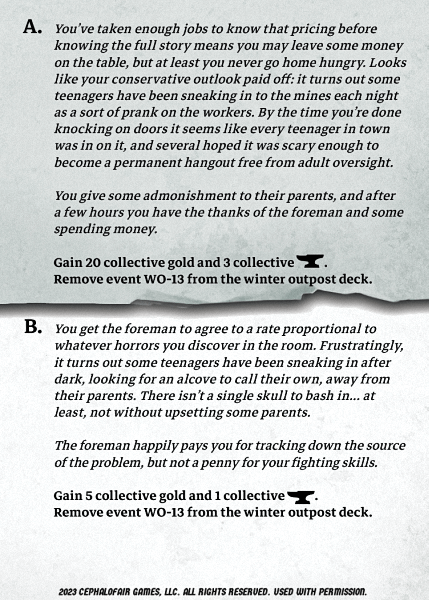 A. You've taken enough jobs to know that pricing before
knowing the full story means you may leave some money
on the table, but at least you never go home hungry. Looks
like your conservative outlook paid off: it turns out some
teenagers have been sneaking in to the mines each night
as a sort of prank on the workers. By the time you're done
knocking on doors it seems like every teenager in town
was in on it, and several hoped it was scary enough to
become a permanent hangout free from adult oversight.
You give some admonishment to their parents, and after
a few hours you have the thanks of the foreman and some
spending money.
Gain 20 collective gold and 3 collective .
Remove event WO-13 from the winter outpost deck.
B. You get the foreman to agree to a rate proportional to
whatever horrors you discover in the room. Frustratingly,
it turns out some teenagers have been sneaking in after
dark, looking for an alcove to call their own, away from
their parents. There isn't a single skull to bash in... at
least, not without upsetting some parents.
The foreman happily pays you for tracking down the source
of the problem, but not a penny for your fighting skills.
Gain 5 collective gold and 1 collective .
Remove event WO-13 from the winter outpost deck.
2023 CEPHALOFAIR GAMES, LLC. ALL RIGHTS RESERVED. USED WITH PERMISSION.